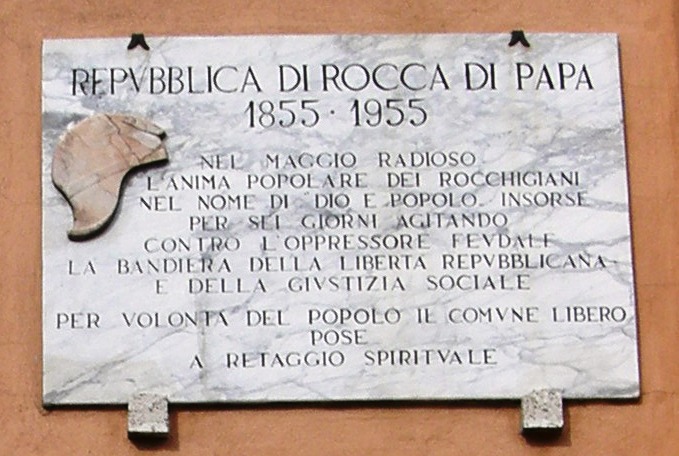 REPVBBLICA DI ROCCA DI PAPA
1855 · 1955
NEL MAGGIO RADIOSO
L'ANIMA POPOLARE DEI ROCCHIGIANI
NEL NOME DI DIO E POPOLO INSORSE
PER SEI GIORNI AGITANDO
CONTRO L'OPPRESSORE FEVDALE
LA BANDIERA DELLA LIBERTA REPVBBLICANA
E DELLA GIVSTIZIA SOCIALE
PER VOLONTA DEL POPOLO IL COMVNE LIBERO
POSE
A RETAGGIO SPIRITVALE